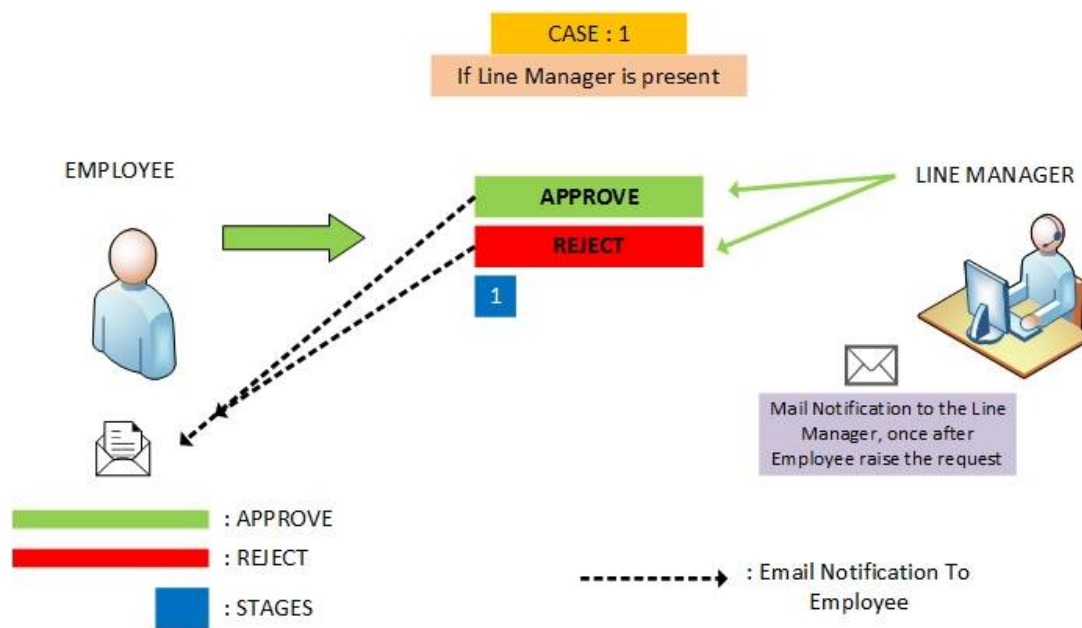 CASE : 1
If Line Manager is present
EMPLOYEE
LINE MANAGER
APPROVE
REJECT
1
Mail Notification to the Line
Manager, once after
Employee raise the request
: APPROVE
: REJECT
: STAGES
: Email Notification To
Employee